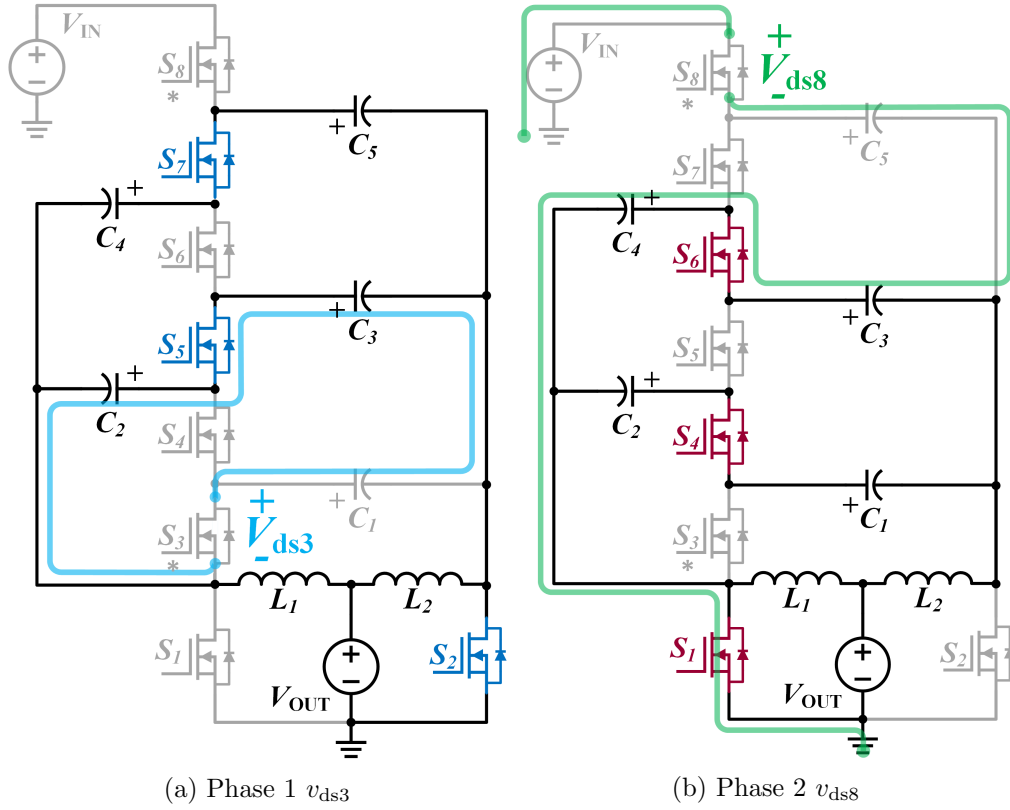 V_IN
+
−
S_8
*
+
C_5
S_7
+
C_4
S_6
+
C_3
S_5
+
C_2
S_4
+
C_1
+
V_ds3
-
S_3
*
L_1
L_2
S_1
+
−
V_OUT
S_2
(a) Phase 1 v_ds3
V_IN
+
−
S_8
*
+
V_ds8
-
+
C_5
S_7
+
C_4
S_6
+
C_3
S_5
+
C_2
S_4
+
C_1
S_3
*
L_1
L_2
S_1
+
−
V_OUT
S_2
(b) Phase 2 v_ds8